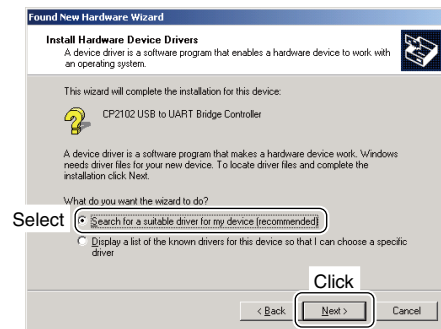 Found New Hardware Wizard
Install Hardware Device Drivers
A device driver is a software program that enables a hardware device to work with
an operating system.
This wizard will complete the installation for this device:
CP2102 USB to UART Bridge Controller
A device driver is a software program that makes a hardware device work. Windows
needs driver files for your new device. To locate driver files and complete the
installation click Next.
What do you want the wizard to do?
Select
Search for a suitable driver for my device (recommended)
Display a list of the known drivers for this device so that I can choose a specific
driver
Click
< Back
Next >
Cancel